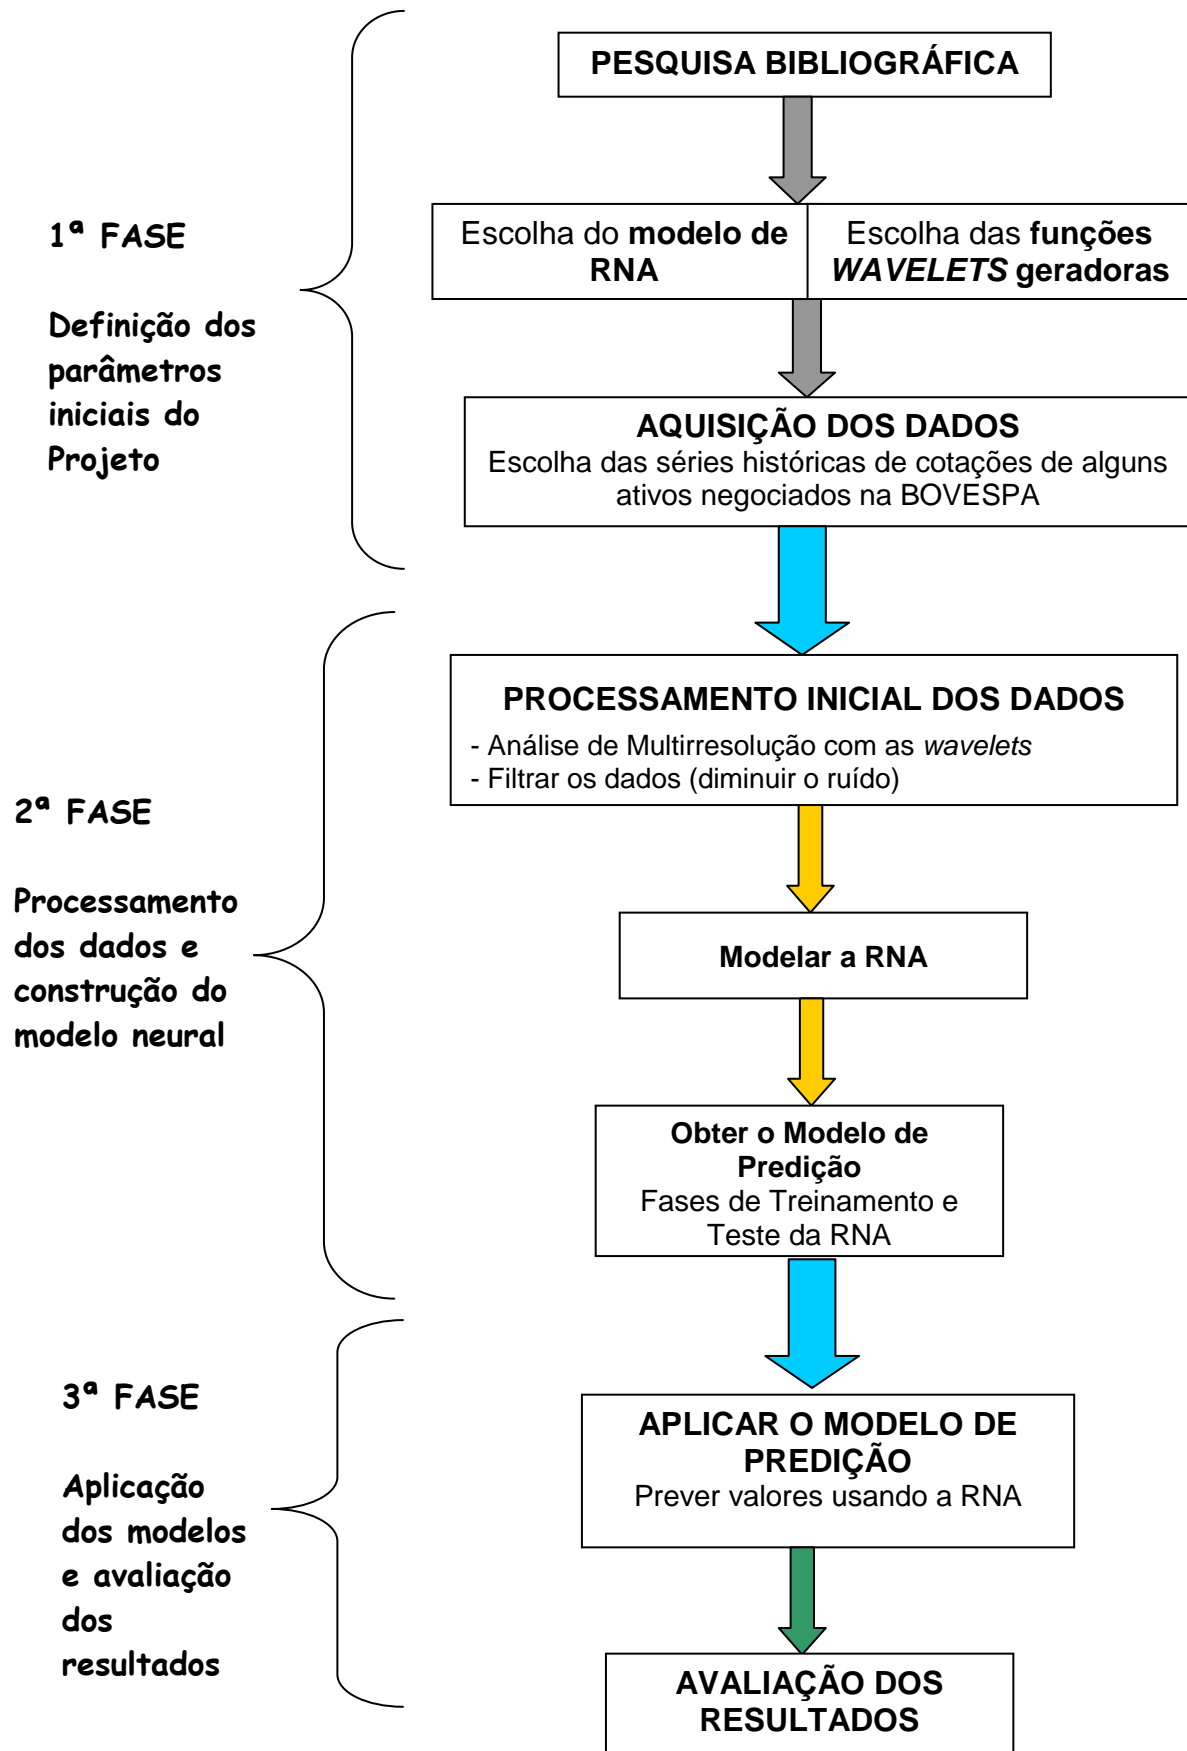 PESQUISA BIBLIOGRÁFICA
1ª FASE
Definição dos
parâmetros
iniciais do
Projeto
Escolha do modelo de
RNA
Escolha das funções
WAVELETS geradoras
AQUISIÇÃO DOS DADOS
Escolha das séries históricas de cotações de alguns
ativos negociados na BOVESPA
2ª FASE
Processamento
dos dados e
construção do
modelo neural
PROCESSAMENTO INICIAL DOS DADOS
- Análise de Multirresolução com as wavelets
- Filtrar os dados (diminuir o ruído)
Modelar a RNA
Obter o Modelo de
Predição
Fases de Treinamento e
Teste da RNA
3ª FASE
Aplicação
dos modelos
e avaliação
dos
resultados
APLICAR O MODELO DE
PREDIÇÃO
Prever valores usando a RNA
AVALIAÇÃO DOS
RESULTADOS